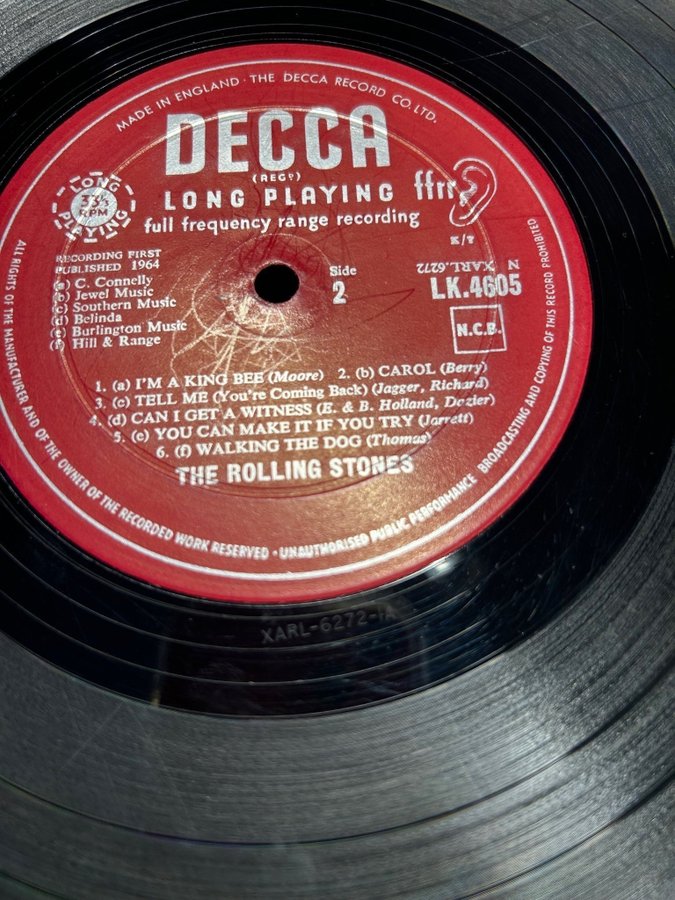 MADE IN ENGLAND · THE DECCA RECORD CO. LTD.
DECCA
(REGD)
LONG PLAYING
ffrr
full frequency range recording
LONG PLAYING
33⅓
RPM
K/T
RECORDING FIRST
PUBLISHED 1964
(a) C. Connelly
(b) Jewel Music
(c) Southern Music
(d) Belinda
(e) Burlington Music
(f) Hill & Range
Side
2
N XARL.6272
LK.4605
N.C.B.
1. (a) I'M A KING BEE (Moore) 2. (b) CAROL (Berry)
3. (c) TELL ME (You're Coming Back) (Jagger, Richard)
4. (d) CAN I GET A WITNESS (E. & B. Holland, Dozier)
5. (e) YOU CAN MAKE IT IF YOU TRY (Jarrett)
6. (f) WALKING THE DOG (Thomas)
THE ROLLING STONES
ALL RIGHTS OF THE MANUFACTURER AND OF THE OWNER OF THE RECORDED WORK RESERVED · UNAUTHORISED PUBLIC PERFORMANCE BROADCASTING AND COPYING OF THIS RECORD PROHIBITED
XARL-6272-1A